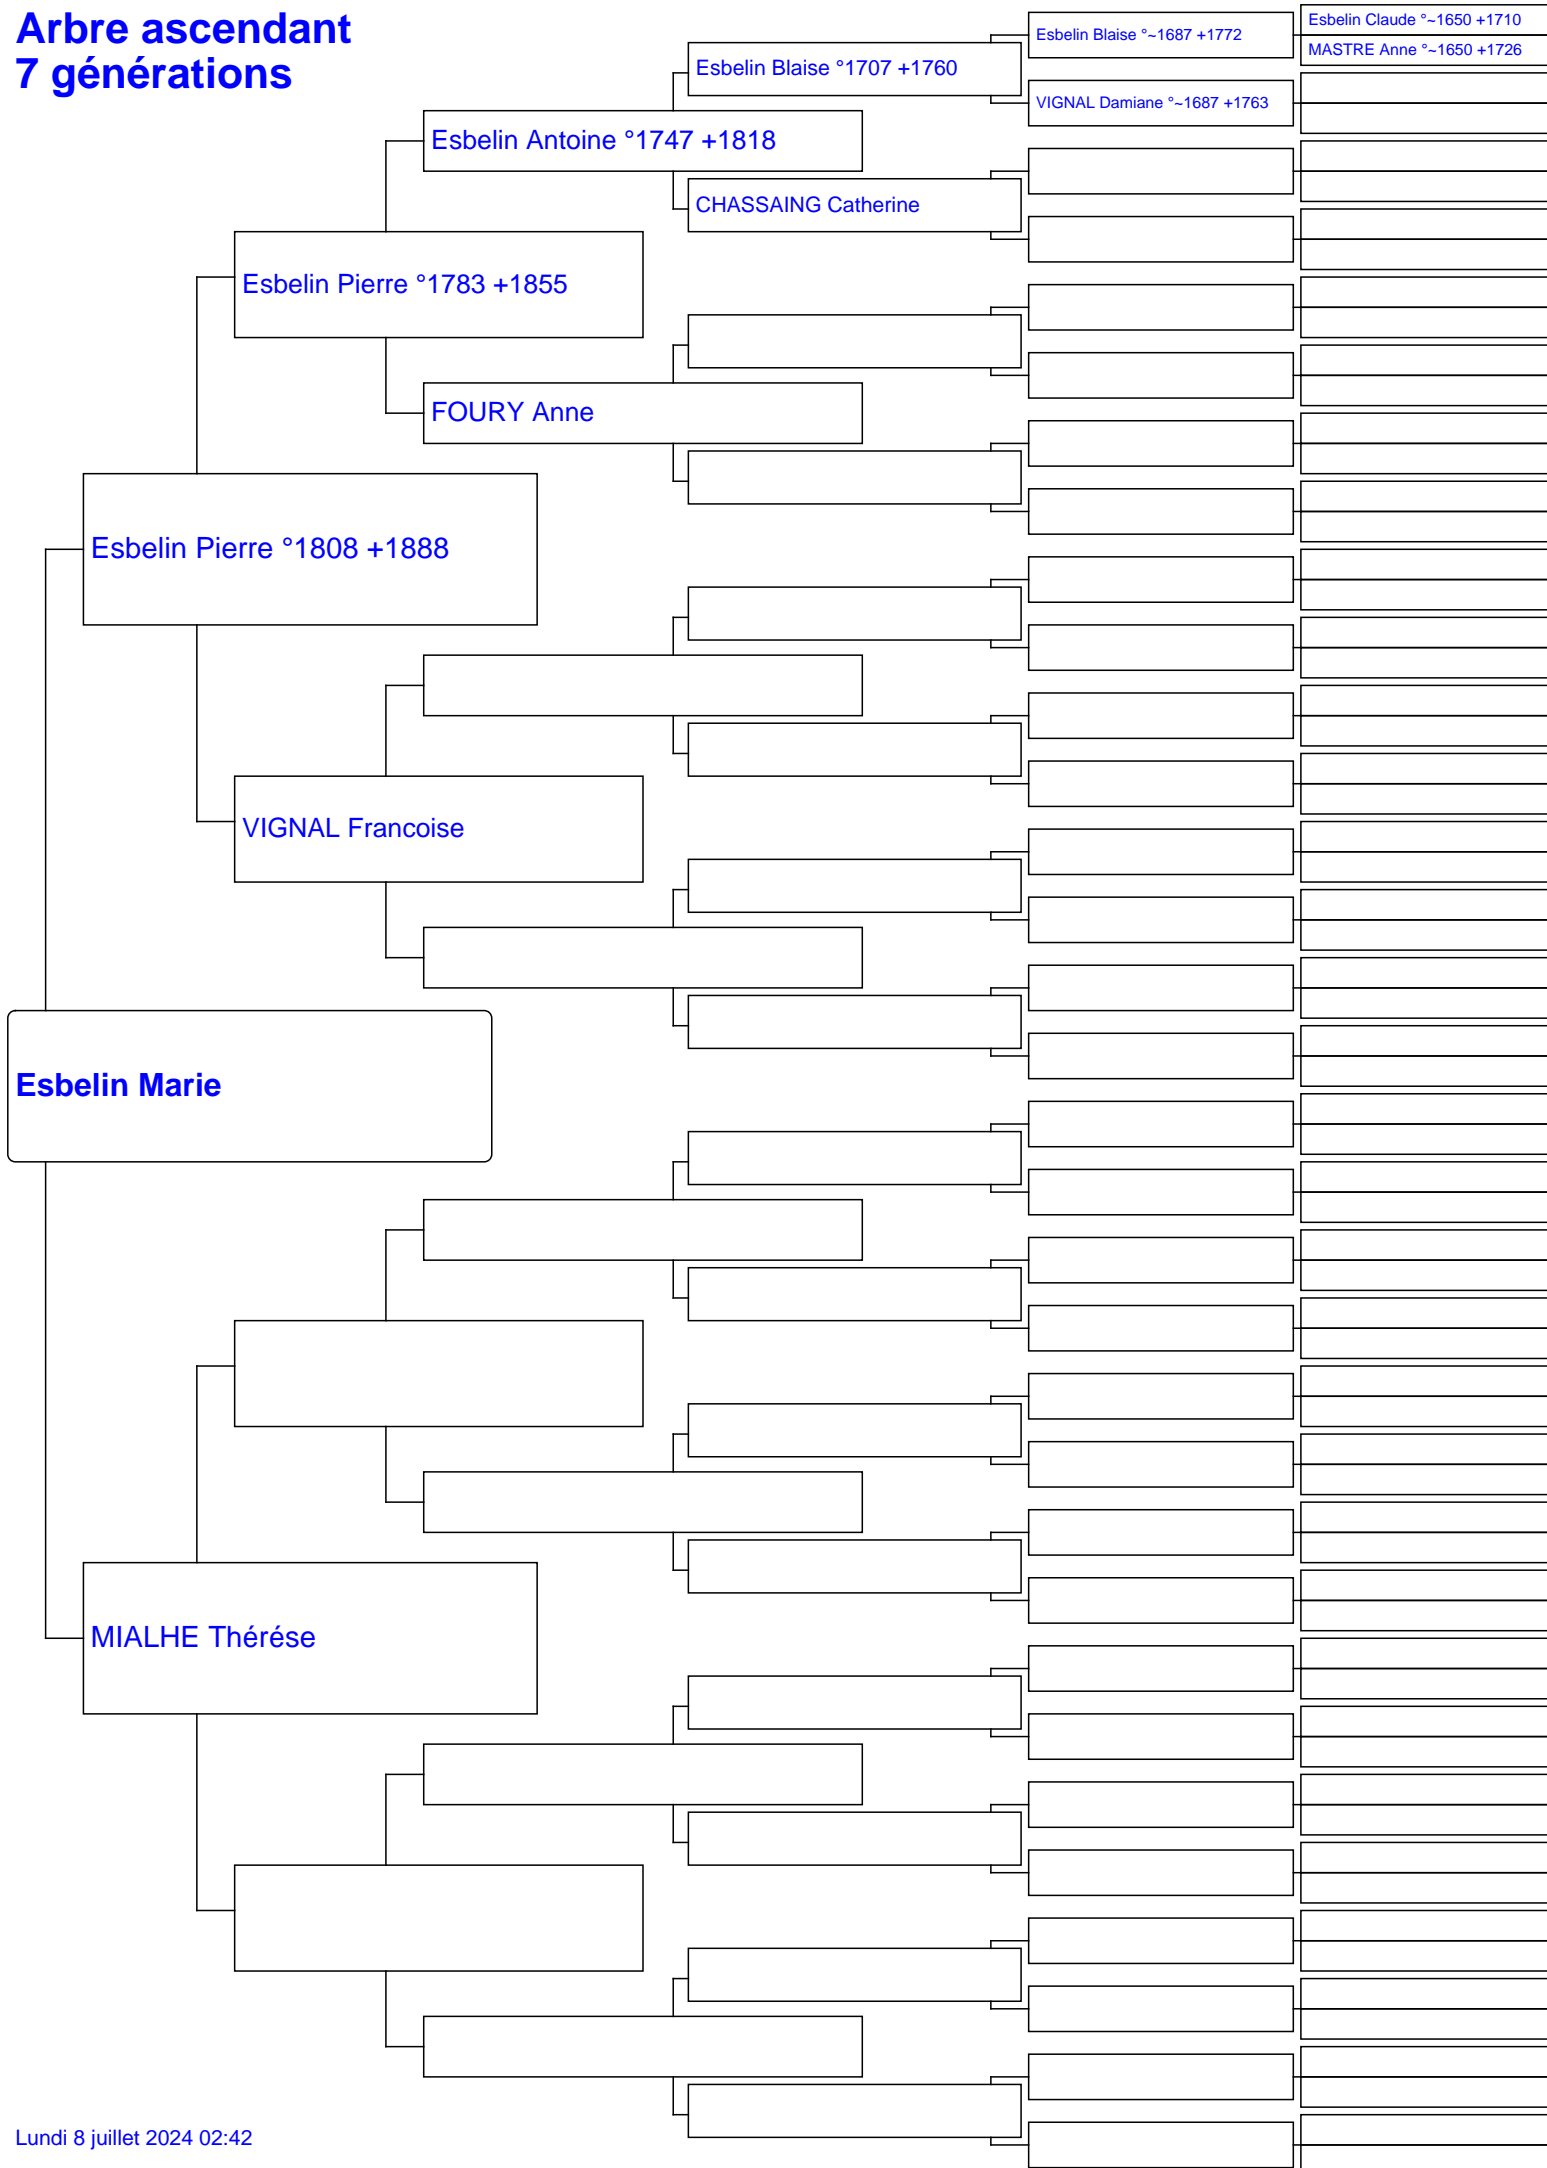 Arbre ascendant
7 générations
Esbelin Claude °~1650 +1710
Esbelin Blaise °~1687 +1772
MASTRE Anne °~1650 +1726
Esbelin Blaise °1707 +1760
VIGNAL Damiane °~1687 +1763
Esbelin Antoine °1747 +1818
CHASSAING Catherine
Esbelin Pierre °1783 +1855
FOURY Anne
Esbelin Pierre °1808 +1888
VIGNAL Francoise
Esbelin Marie
MIALHE Thérése
Lundi 8 juillet 2024 02:42